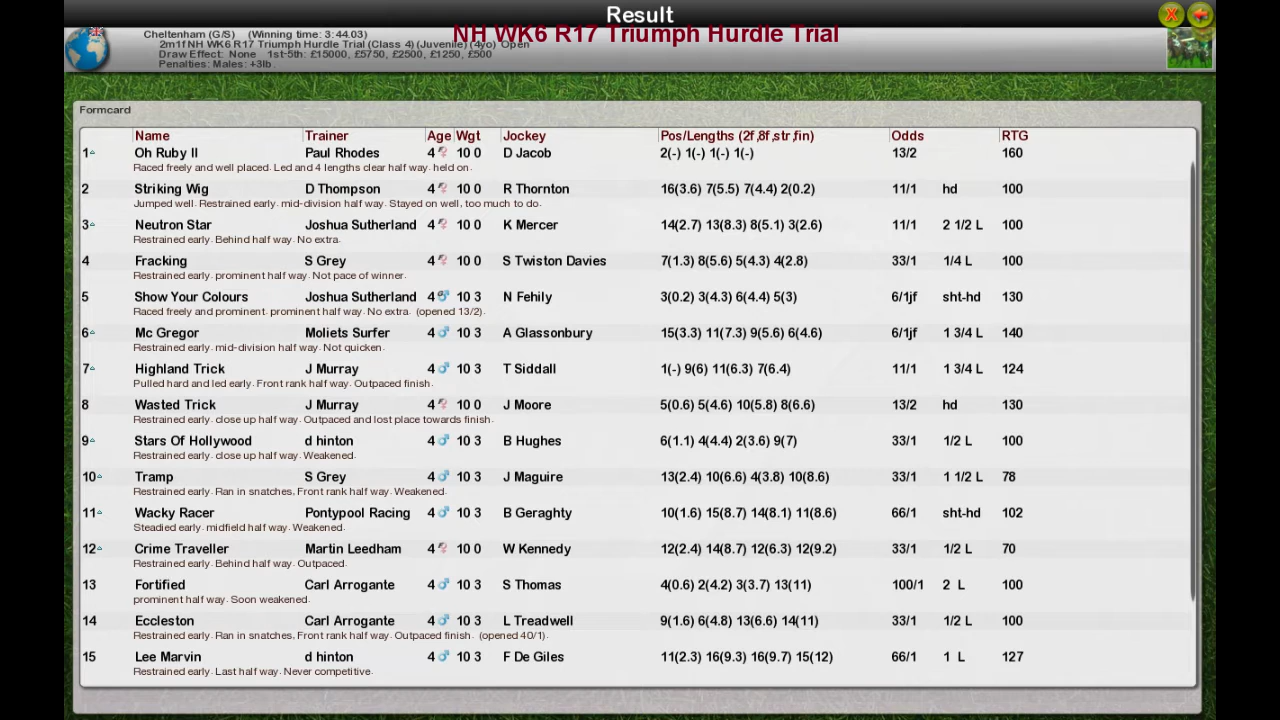 Result
NH WK6 R17 Triumph Hurdle Trial
Cheltenham (G/S) (Winning time: 3:44.03)
2m1f NH WK6 R17 Triumph Hurdle Trial (Class 4) (Juvenile) (4yo) Open
Draw Effect: None 1st-5th: £15000, £5750, £2500, £1250, £500
Penalties: Males: +3lb.
Formcard
Name Trainer Age Wgt Jockey Pos/Lengths (2f,8f,str,fin) Odds RTG
1 Oh Ruby II Paul Rhodes 4 10 0 D Jacob 2(-) 1(-) 1(-) 1(-) 13/2 160
Raced freely and well placed. Led and 4 lengths clear half way. held on.
2 Striking Wig D Thompson 4 10 0 R Thornton 16(3.6) 7(5.5) 7(4.4) 2(0.2) 11/1 hd 100
Jumped well. Restrained early. mid-division half way. Stayed on well, too much to do.
3 Neutron Star Joshua Sutherland 4 10 0 K Mercer 14(2.7) 13(8.3) 8(5.1) 3(2.6) 11/1 2 1/2 L 100
Restrained early. Behind half way. No extra.
4 Fracking S Grey 4 10 0 S Twiston Davies 7(1.3) 8(5.6) 5(4.3) 4(2.8) 33/1 1/4 L 100
Restrained early. prominent half way. Not pace of winner.
5 Show Your Colours Joshua Sutherland 4 10 3 N Fehily 3(0.2) 3(4.3) 6(4.4) 5(3) 6/1jf sht-hd 130
Raced freely and prominent. prominent half way. No extra. (opened 13/2).
6 Mc Gregor Moliets Surfer 4 10 3 A Glassonbury 15(3.3) 11(7.3) 9(5.6) 6(4.6) 6/1jf 1 3/4 L 140
Restrained early. mid-division half way. Not quicken.
7 Highland Trick J Murray 4 10 3 T Siddall 1(-) 9(6) 11(6.3) 7(6.4) 11/1 1 3/4 L 124
Pulled hard and led early. Front rank half way. Outpaced finish.
8 Wasted Trick J Murray 4 10 0 J Moore 5(0.6) 5(4.6) 10(5.8) 8(6.6) 13/2 hd 130
Restrained early. close up half way. Outpaced and lost place towards finish.
9 Stars Of Hollywood d hinton 4 10 3 B Hughes 6(1.1) 4(4.4) 2(3.6) 9(7) 33/1 1/2 L 100
Restrained early. close up half way. Weakened.
10 Tramp S Grey 4 10 3 J Maguire 13(2.4) 10(6.6) 4(3.8) 10(8.6) 33/1 1 1/2 L 78
Restrained early. Ran in snatches, Front rank half way. Weakened.
11 Wacky Racer Pontypool Racing 4 10 3 B Geraghty 10(1.6) 15(8.7) 14(8.1) 11(8.6) 66/1 sht-hd 102
Steadied early. midfield half way. Weakened.
12 Crime Traveller Martin Leedham 4 10 0 W Kennedy 12(2.4) 14(8.7) 12(6.3) 12(9.2) 33/1 1/2 L 70
Restrained early. Behind half way. Outpaced.
13 Fortified Carl Arrogante 4 10 3 S Thomas 4(0.6) 2(4.2) 3(3.7) 13(11) 100/1 2 L 100
prominent half way. Soon weakened.
14 Eccleston Carl Arrogante 4 10 3 L Treadwell 9(1.6) 6(4.8) 13(6.6) 14(11) 33/1 1/2 L 100
Restrained early. Ran in snatches, Front rank half way. Outpaced finish. (opened 40/1).
15 Lee Marvin d hinton 4 10 3 F De Giles 11(2.3) 16(9.3) 16(9.7) 15(12) 66/1 1 L 127
Restrained early. Last half way. Never competitive.